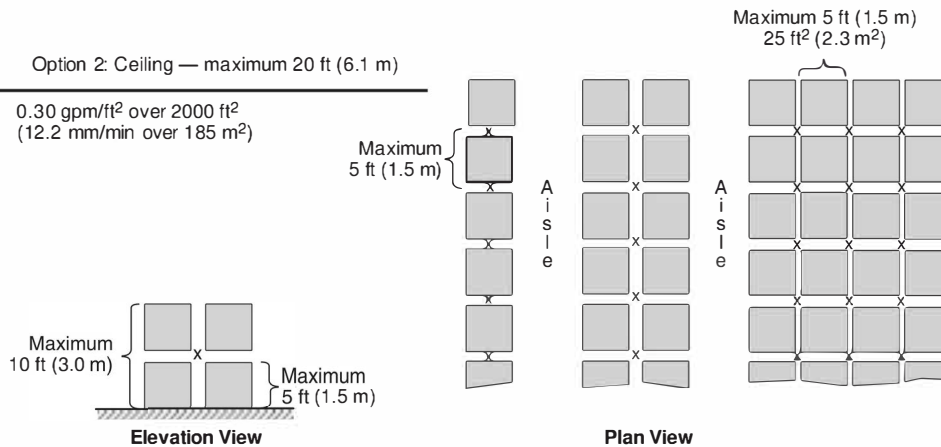 Option 2: Ceiling — maximum 20 ft (6.1 m)
0.30 gpm/ft² over 2000 ft²
(12.2 mm/min over 185 m²)
Maximum
10 ft (3.0 m)
x
Maximum
5 ft (1.5 m)
Elevation View
Maximum
5 ft (1.5 m)
x
x
x
x
x
Aisle
x
x
x
x
x
Aisle
Maximum 5 ft (1.5 m)
25 ft² (2.3 m²)
x x x
x x x
x x x
x x x
x x x
Plan View